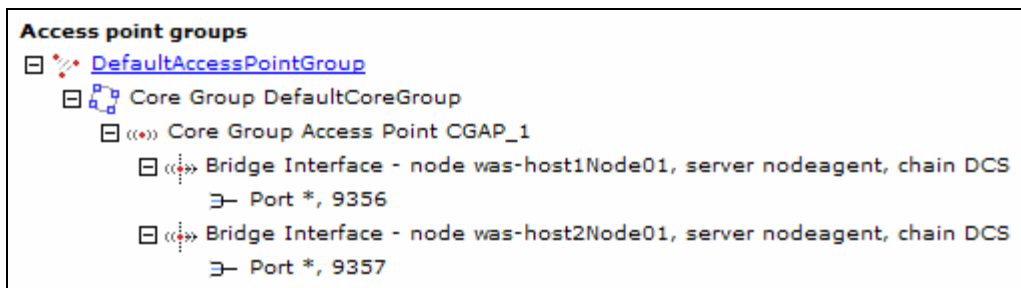 Access point groups
DefaultAccessPointGroup
Core Group DefaultCoreGroup
Core Group Access Point CGAP_1
Bridge Interface - node was-host1Node01, server nodeagent, chain DCS
Port *, 9356
Bridge Interface - node was-host2Node01, server nodeagent, chain DCS
Port *, 9357